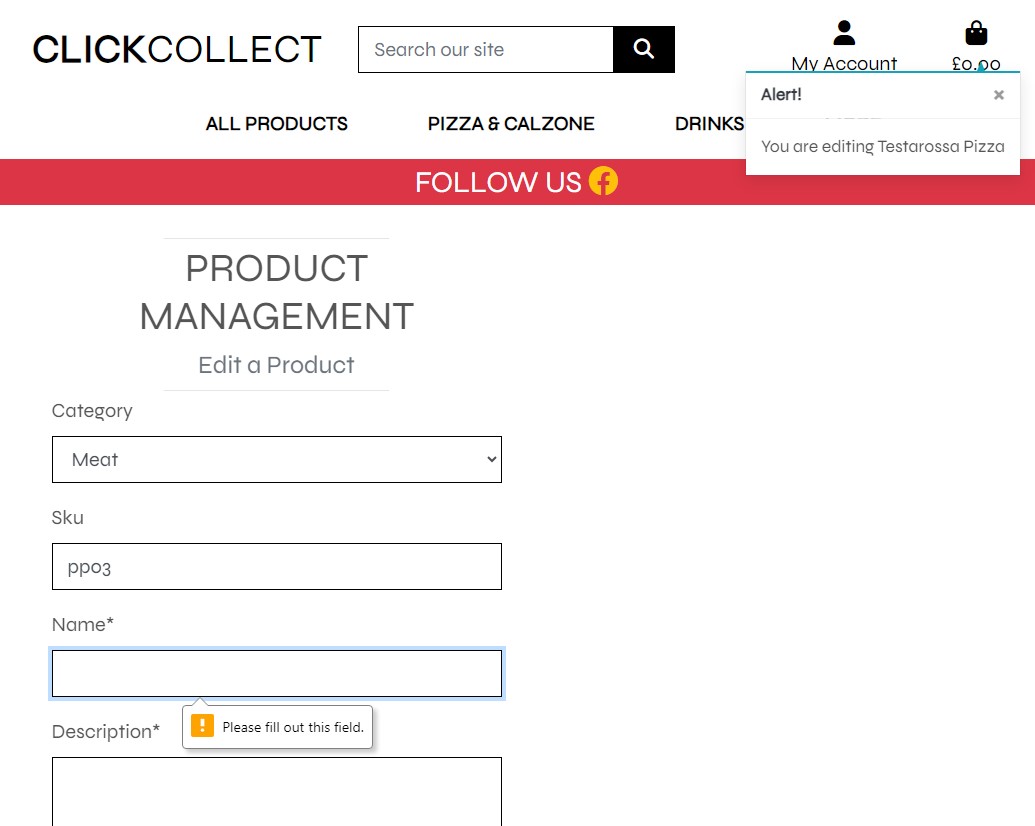 CLICKCOLLECT
Search our site
My Account
£0.00
Alert!
×
You are editing Testarossa Pizza
ALL PRODUCTS
PIZZA & CALZONE
DRINKS
FOLLOW US
PRODUCT
MANAGEMENT
Edit a Product
Category
Meat
Sku
pp03
Name*
Please fill out this field.
Description*